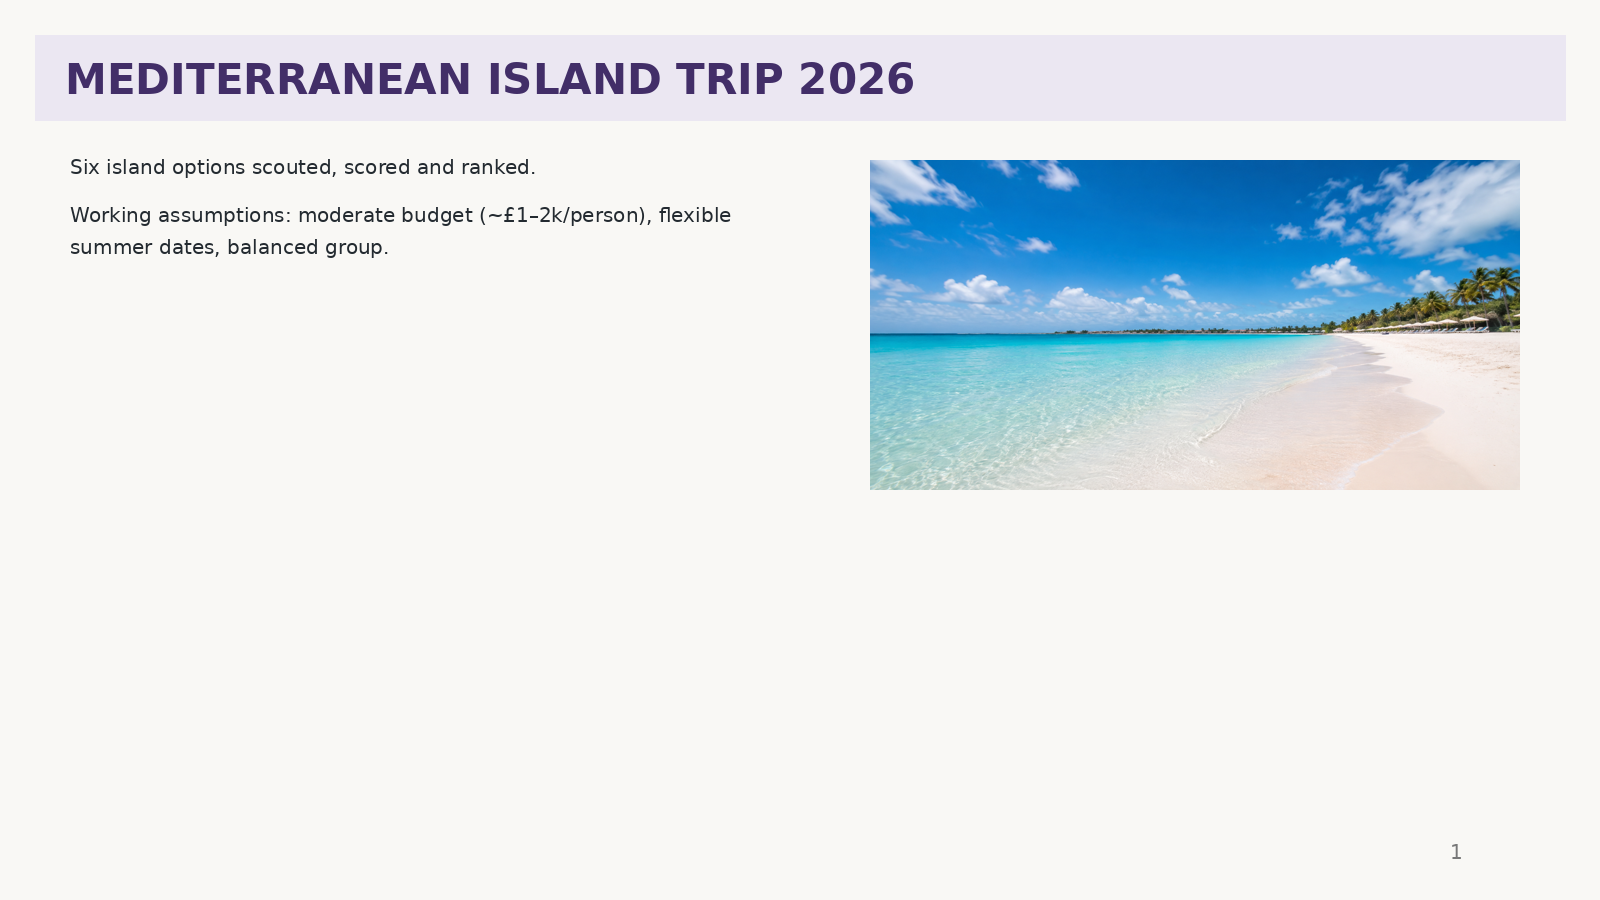 MEDITERRANEAN ISLAND TRIP 2026
Six island options scouted, scored and ranked.
Working assumptions: moderate budget (~£1–2k/person), flexible
summer dates, balanced group.
1